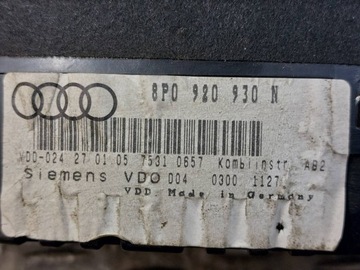 8P0 920 930 N
VDO-024 27 01 05 7531 0657 Kombiinstr. AB2
Siemens VDO 004 0300 1127
VDD Made in Germany